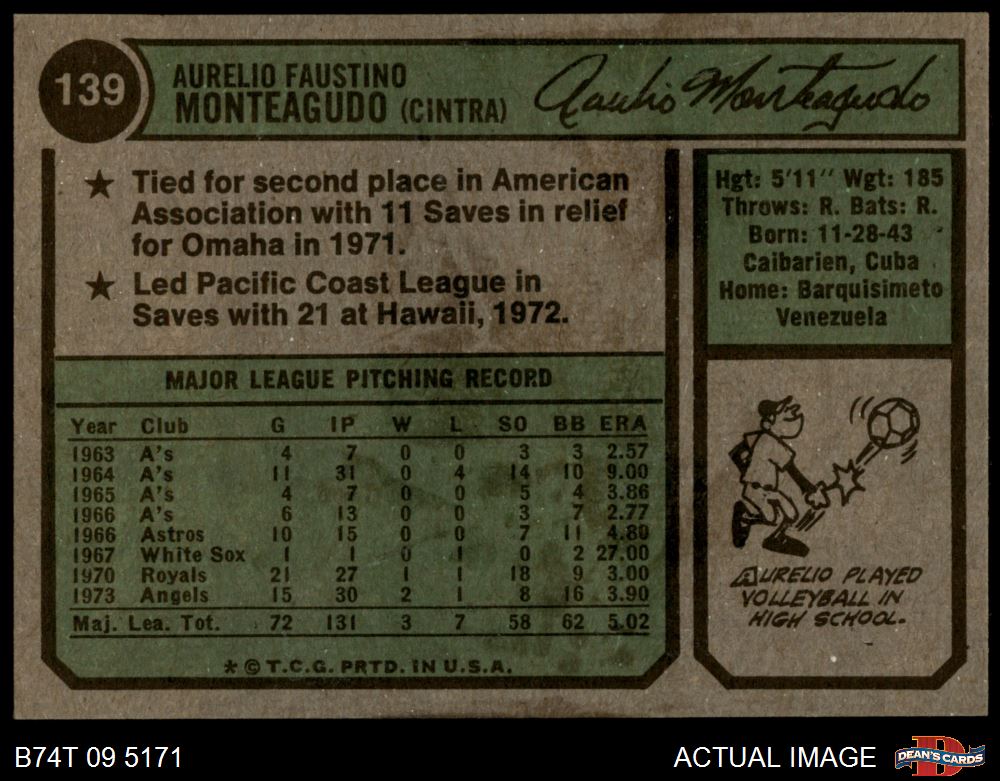 139
AURELIO FAUSTINO
MONTEAGUDO (CINTRA)
Aurelio Monteagudo
★ Tied for second place in American
Association with 11 Saves in relief
for Omaha in 1971.
★ Led Pacific Coast League in
Saves with 21 at Hawaii, 1972.
Hgt: 5'11" Wgt: 185
Throws: R. Bats: R.
Born: 11-28-43
Caibarien, Cuba
Home: Barquisimeto
Venezuela
MAJOR LEAGUE PITCHING RECORD
Year Club G IP W L SO BB ERA
1963 A's 4 7 0 0 3 3 2.57
1964 A's 11 31 0 4 14 10 9.00
1965 A's 4 7 0 0 5 4 3.86
1966 A's 6 13 0 0 3 7 2.77
1966 Astros 10 15 0 0 7 11 4.80
1967 White Sox 1 1 0 1 0 2 27.00
1970 Royals 21 27 1 1 18 9 3.00
1973 Angels 15 30 2 1 8 16 3.90
Maj. Lea. Tot. 72 131 3 7 58 62 5.02
* © T.C.G. PRTD. IN U.S.A.
AURELIO PLAYED
VOLLEYBALL IN
HIGH SCHOOL.
B74T 09 5171
ACTUAL IMAGE
D
DEAN'S CARDS